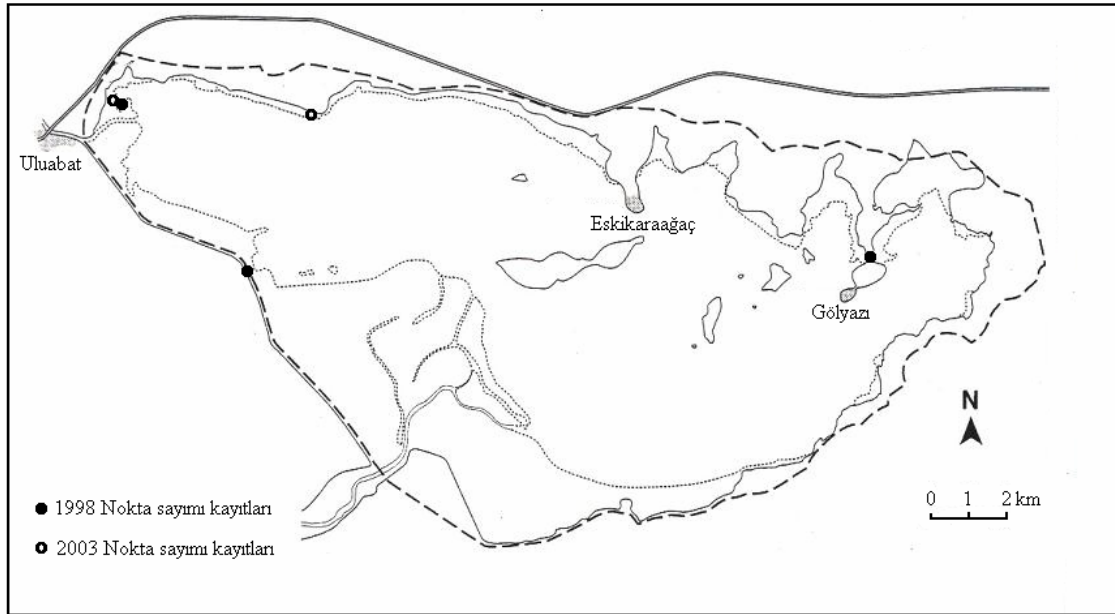 Uluabat
Eskikaraağaç
Gölyazı
N
0 1 2 km
● 1998 Nokta sayımı kayıtları
○ 2003 Nokta sayımı kayıtları